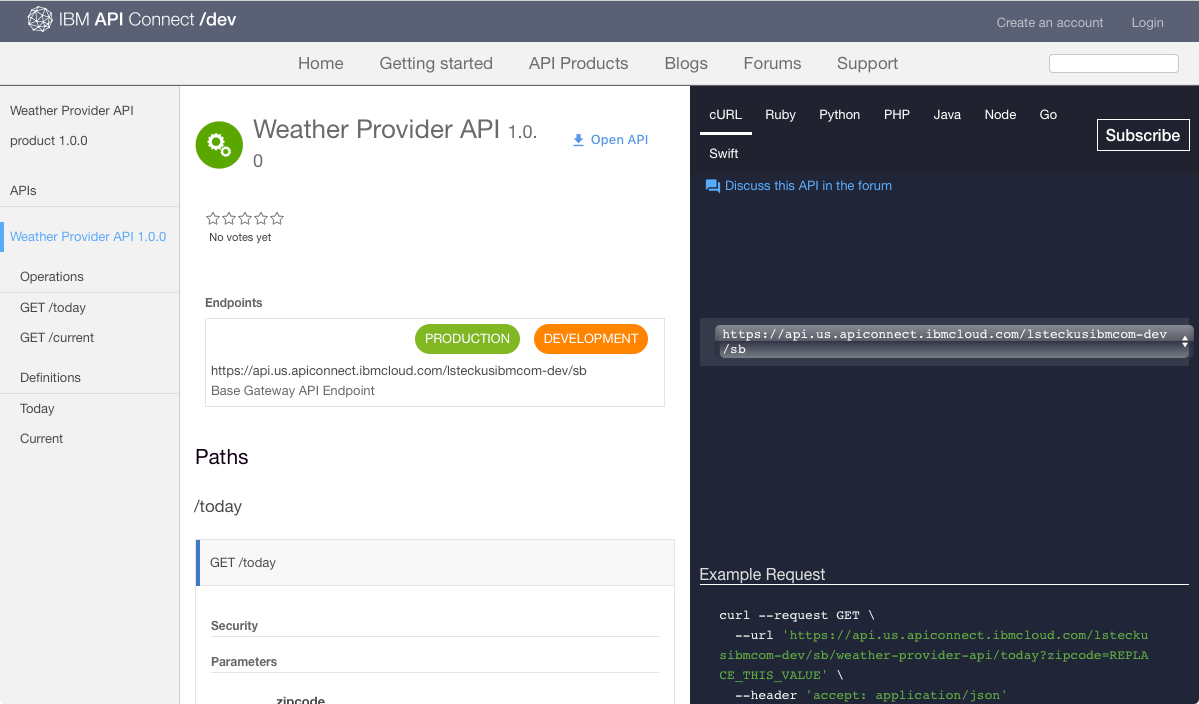 IBM API Connect /dev
Create an account
Login
Home
Getting started
API Products
Blogs
Forums
Support
Weather Provider API
product 1.0.0
APIs
Weather Provider API 1.0.0
Operations
GET /today
GET /current
Definitions
Today
Current
Weather Provider API 1.0.
0
Open API
No votes yet
Endpoints
PRODUCTION
DEVELOPMENT
https://api.us.apiconnect.ibmcloud.com/lsteckusibmcom-dev/sb
Base Gateway API Endpoint
Paths
/today
GET /today
Security
Parameters
zipcode
cURL
Ruby
Python
PHP
Java
Node
Go
Swift
Subscribe
Discuss this API in the forum
https://api.us.apiconnect.ibmcloud.com/lsteckusibmcom-dev
/sb
Example Request
curl --request GET \
--url 'https://api.us.apiconnect.ibmcloud.com/lstecku
sibmcom-dev/sb/weather-provider-api/today?zipcode=REPLA
CE_THIS_VALUE' \
--header 'accept: application/json'